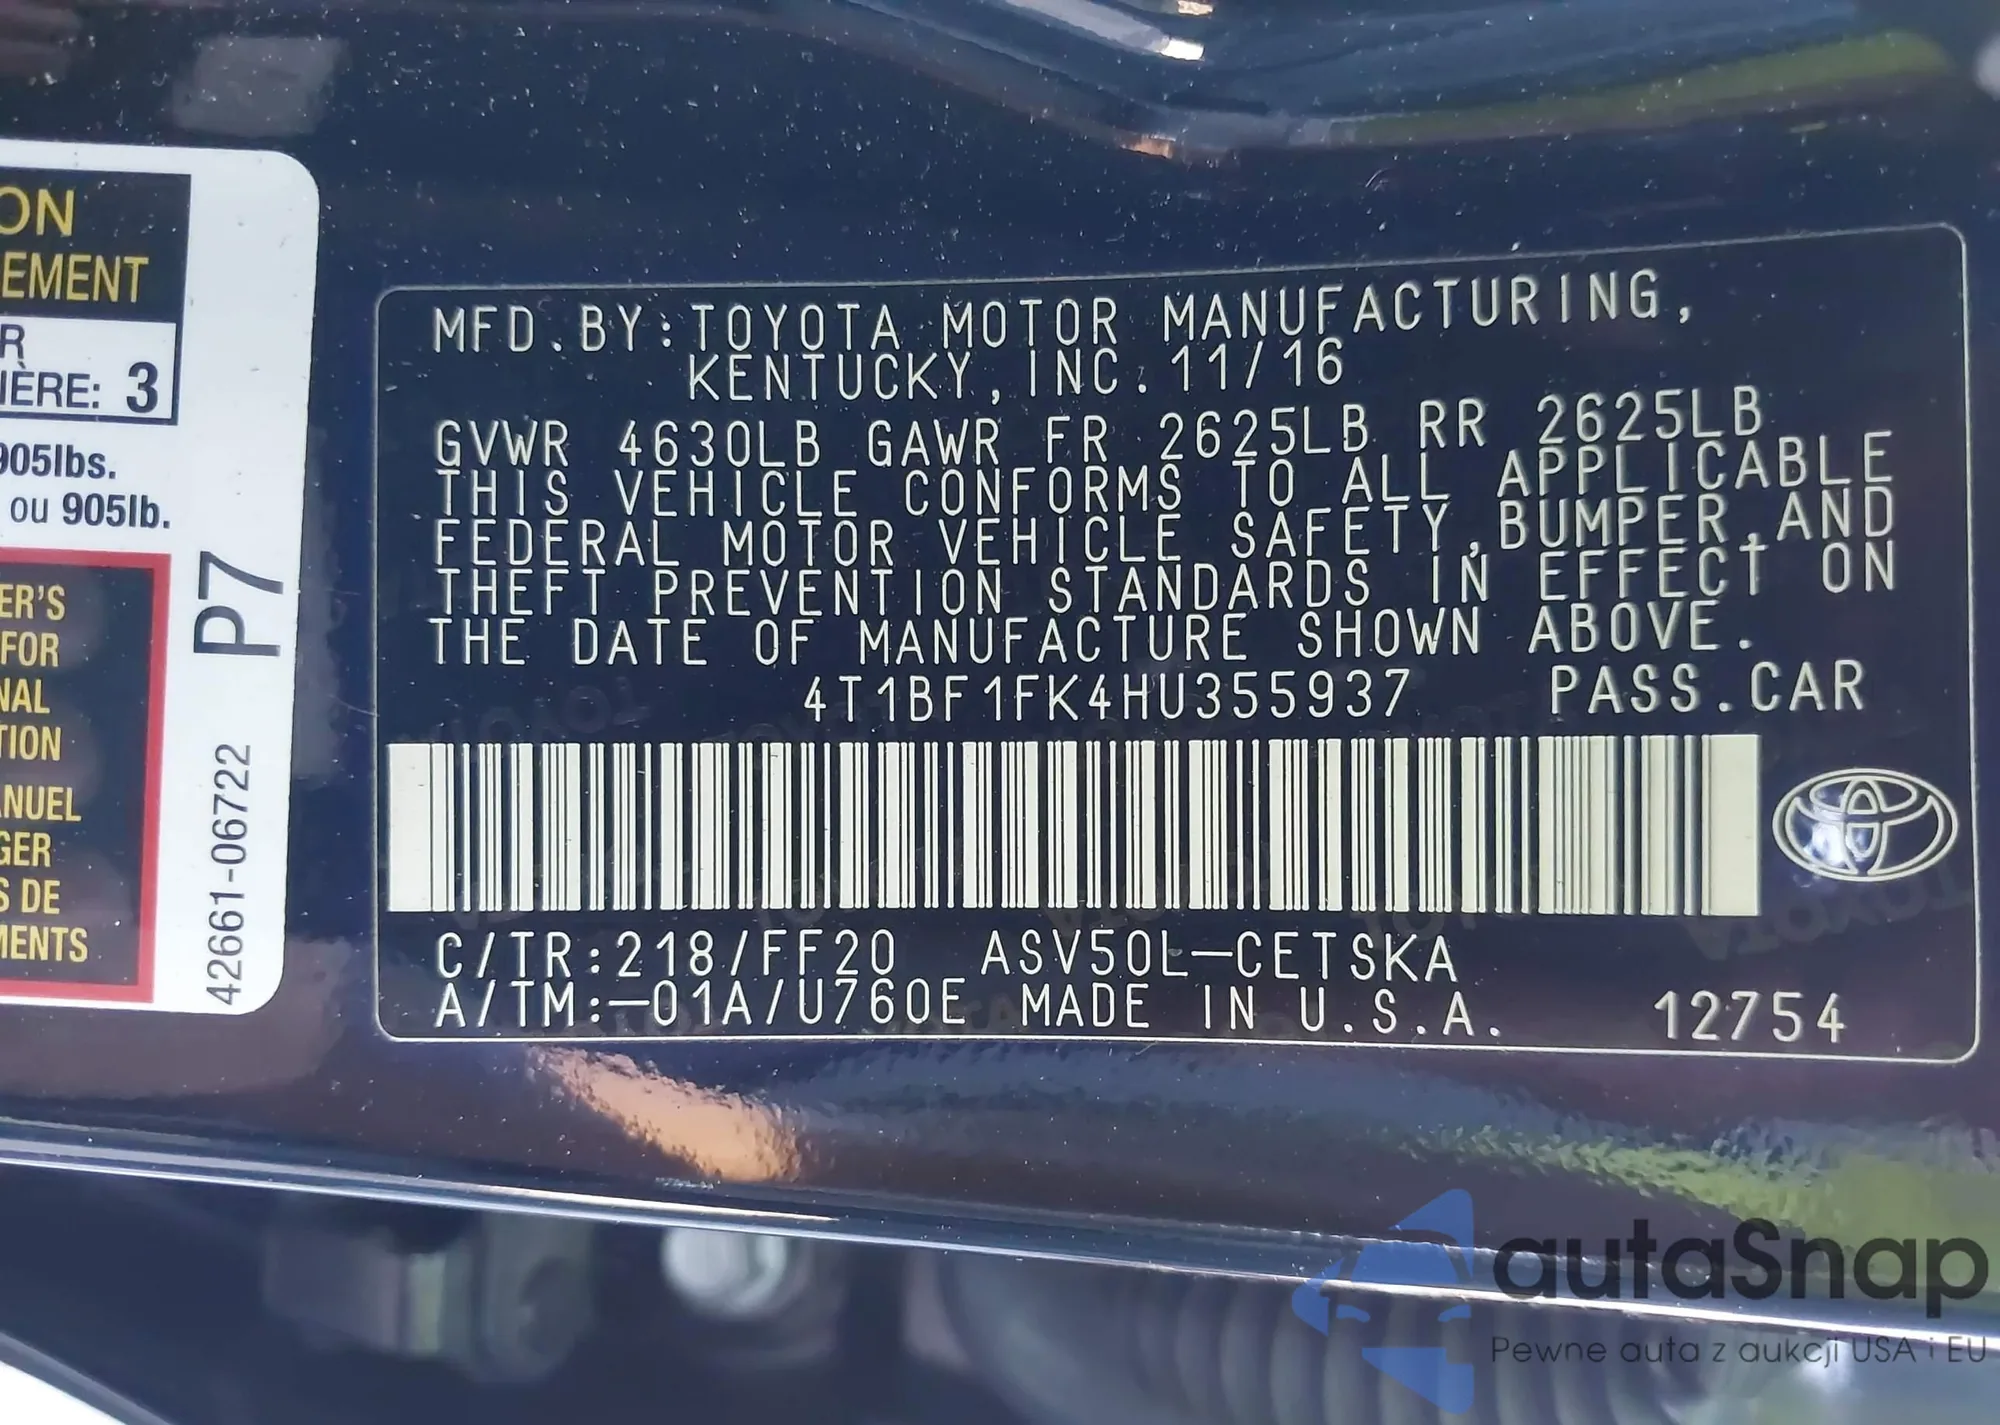 ON
EMENT
R
IÈRE: 3
905lbs.
ou 905lb.
ER'S
FOR
NAL
TION
ANUEL
GER
S DE
MENTS
P7
42661-06722
MFD.BY:TOYOTA MOTOR MANUFACTURING,
KENTUCKY,INC.11/16
GVWR 4630LB GAWR FR 2625LB RR 2625LB
THIS VEHICLE CONFORMS TO ALL APPLICABLE
FEDERAL MOTOR VEHICLE SAFETY,BUMPER,AND
THEFT PREVENTION STANDARDS IN EFFECT ON
THE DATE OF MANUFACTURE SHOWN ABOVE.
4T1BF1FK4HU355937 PASS.CAR
C/TR:218/FF20 ASV50L-CETSKA
A/TM:-01A/U760E MADE IN U.S.A. 12754
autaSnap
Pewne auta z aukcji USA i EU